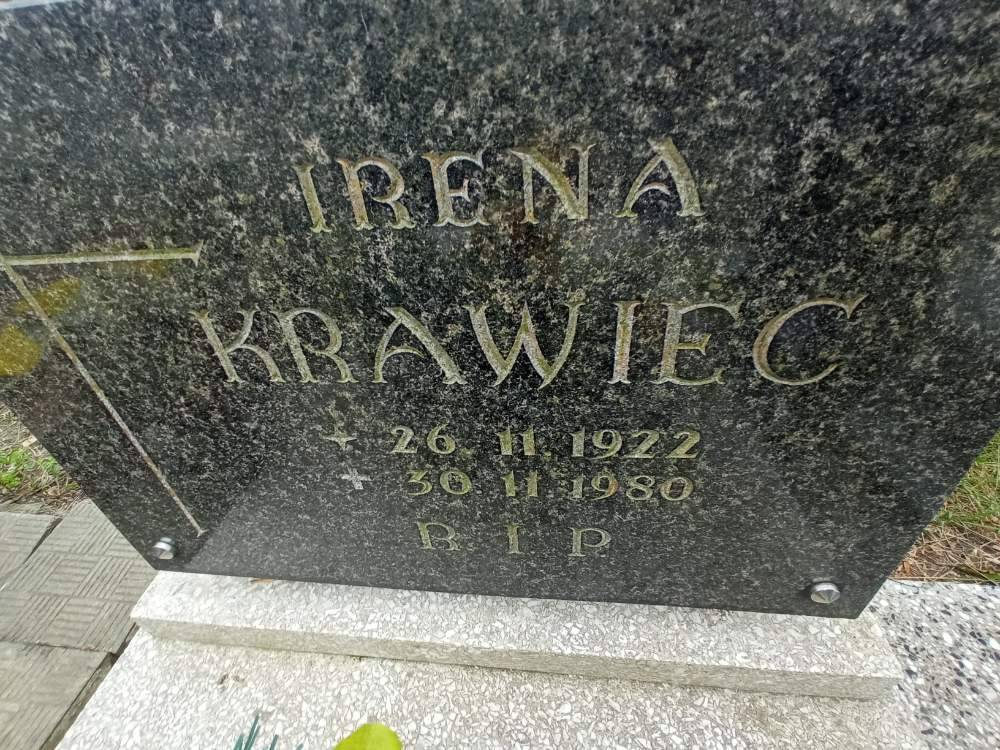 IRENA
KRAWIEC
26. 11. 1922
30. 11. 1980
R. I. P